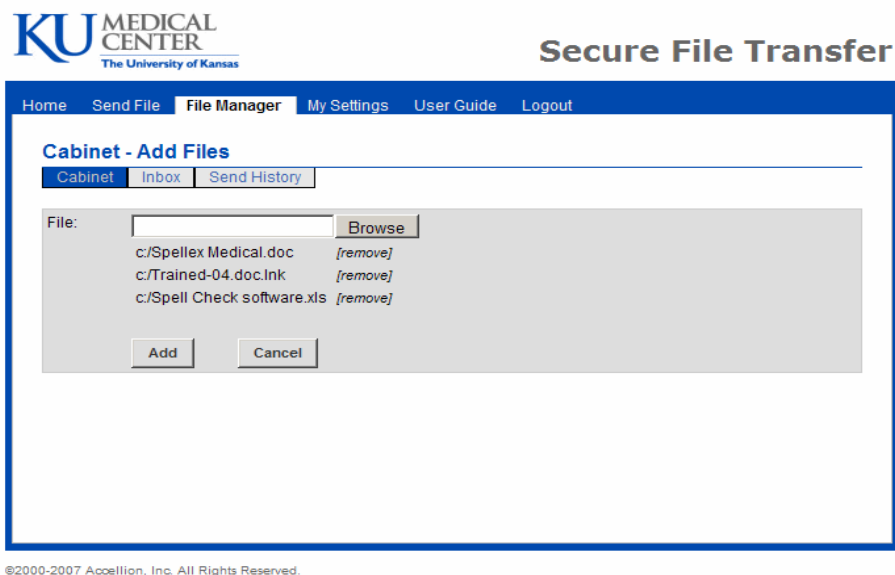 KU MEDICAL
CENTER
The University of Kansas
Secure File Transfer
Home Send File File Manager My Settings User Guide Logout
Cabinet - Add Files
Cabinet Inbox Send History
File: Browse
c:/Spellex Medical.doc [remove]
c:/Trained-04.doc.lnk [remove]
c:/Spell Check software.xls [remove]
Add Cancel
©2000-2007 Accellion, Inc. All Rights Reserved.